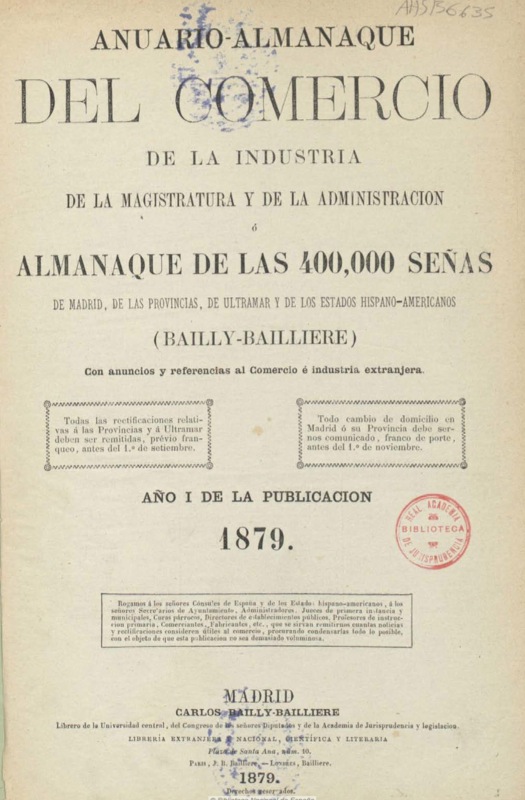 AHS/56635
ANUARIO-ALMANAQUE
DEL COMERCIO
DE LA INDUSTRIA
DE LA MAGISTRATURA Y DE LA ADMINISTRACION
ó
ALMANAQUE DE LAS 400,000 SEÑAS
DE MADRID, DE LAS PROVINCIAS, DE ULTRAMAR Y DE LOS ESTADOS HISPANO-AMERICANOS
(BAILLY-BAILLIERE)
Con anuncios y referencias al Comercio é industria extranjera.
Todas las rectificaciones relati-
vas á las Provincias y á Ultramar
deben ser remitidas, prévio fran-
queo, antes del 1.º de setiembre.
Todo cambio de domicilio en
Madrid ó su Provincia debe ser-
nos comunicado, franco de porte,
antes del 1.º de noviembre.
AÑO I DE LA PUBLICACION
1879.
REAL ACADEMIA
BIBLIOTECA
DE JURISPRUDENCIA
Rogamos á los señores Cónsules de España y de los Estados hispano-americanos, á los
señores Secretarios de Ayuntamiento, Administradores, Jueces de primera instancia y
municipales, Curas párrocos, Directores de establecimientos públicos, Profesores de instruc-
cion primaria, Comerciantes, Fabricantes, etc., que se sirvan remitirnos cuantas noticias
y rectificaciones consideren útiles al comercio, procurando condensarlas todo lo posible,
con el objeto de que esta publicacion no sea demasiado voluminosa.
MADRID
CARLOS BAILLY-BAILLIERE
Librero de la Universidad central, del Congreso de los señores Diputados y de la Academia de Jurisprudencia y legislacion.
LIBRERÍA EXTRANJERA Y NACIONAL, CIENTÍFICA Y LITERARIA
Plaza de Santa Ana, núm. 10.
PARIS, J. B. Bailliere.—LONDRES, Bailliere.
1879.
Derechos reservados.
© Biblioteca Nacional de España